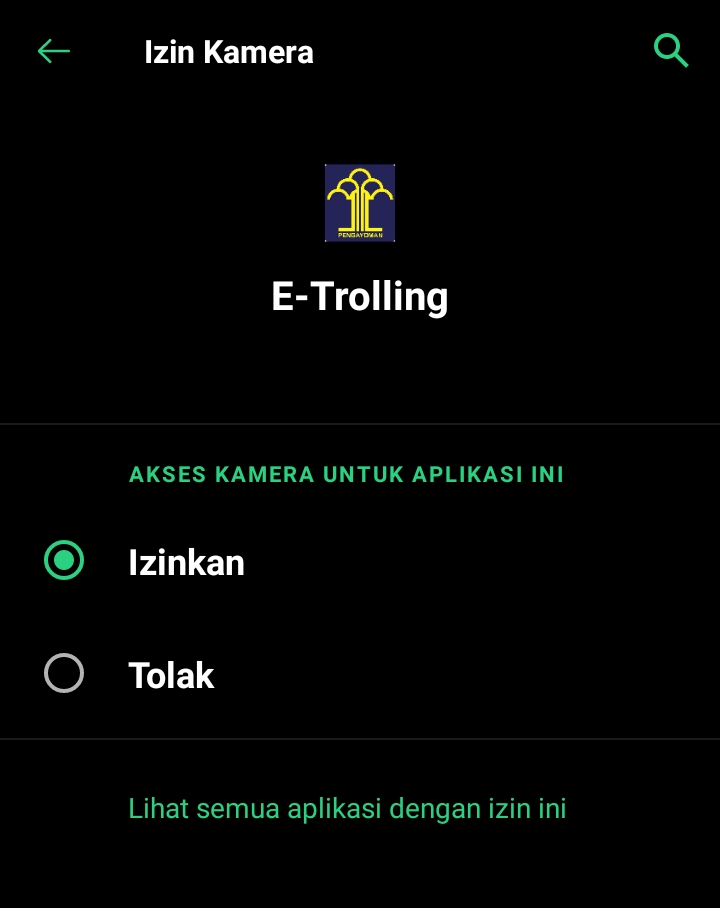 Izin Kamera
PENGAYOMAN
E-Trolling
AKSES KAMERA UNTUK APLIKASI INI
Izinkan
Tolak
Lihat semua aplikasi dengan izin ini